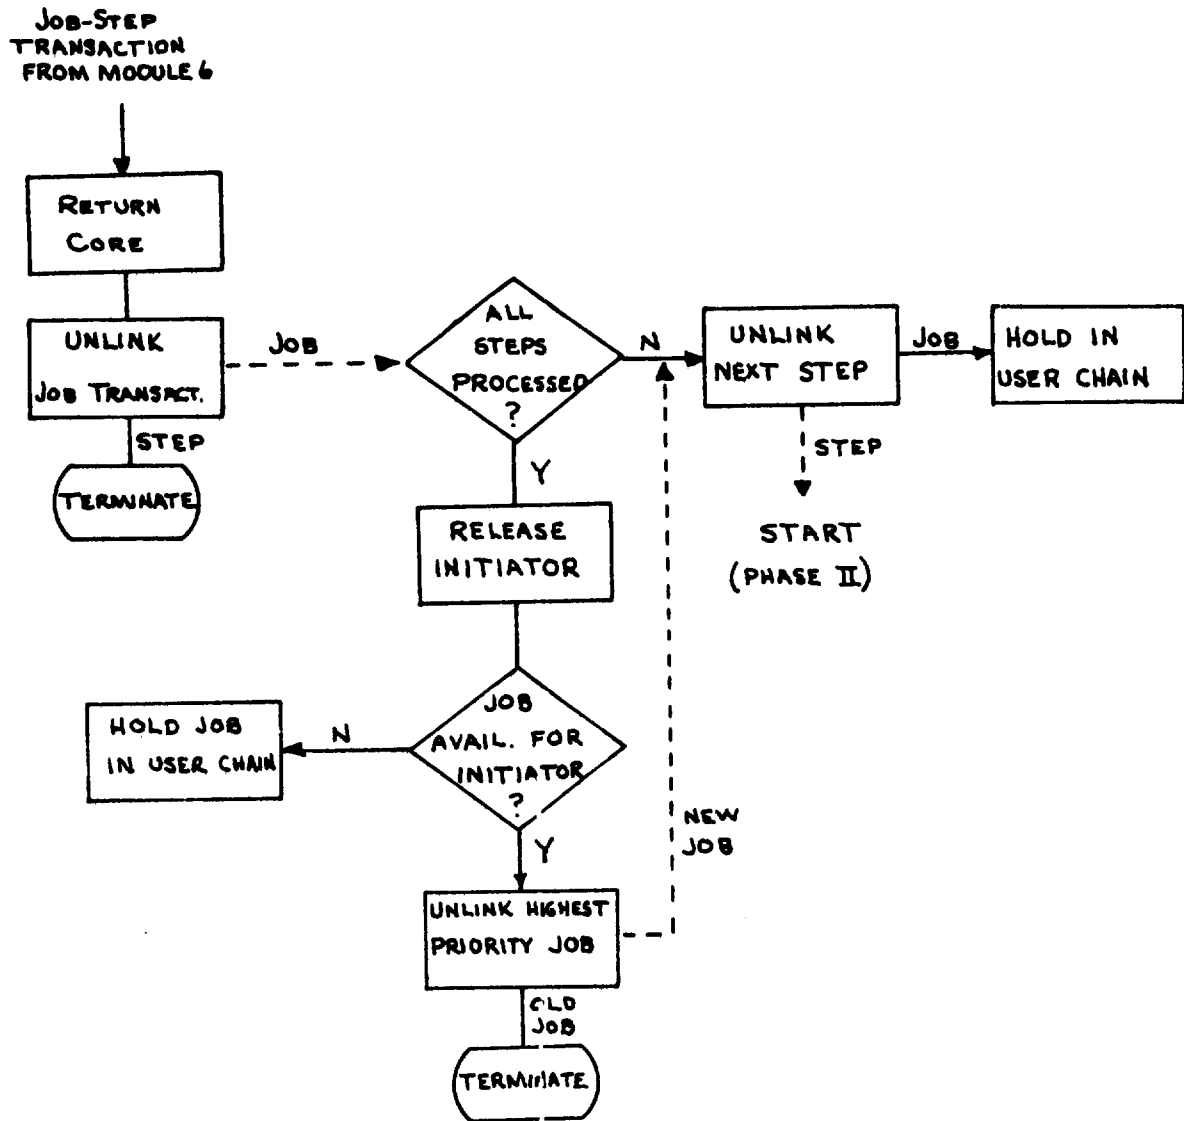 JOB-STEP
TRANSACTION
FROM MODULE 6
RETURN
CORE
UNLINK
JOB TRANSACT.
STEP
TERMINATE
JOB
ALL
STEPS
PROCESSED
?
N
UNLINK
NEXT STEP
JOB
HOLD IN
USER CHAIN
STEP
START
(PHASE II)
Y
RELEASE
INITIATOR
JOB
AVAIL. FOR
INITIATOR
?
N
HOLD JOB
IN USER CHAIN
Y
NEW
JOB
UNLINK HIGHEST
PRIORITY JOB
OLD
JOB
TERMINATE